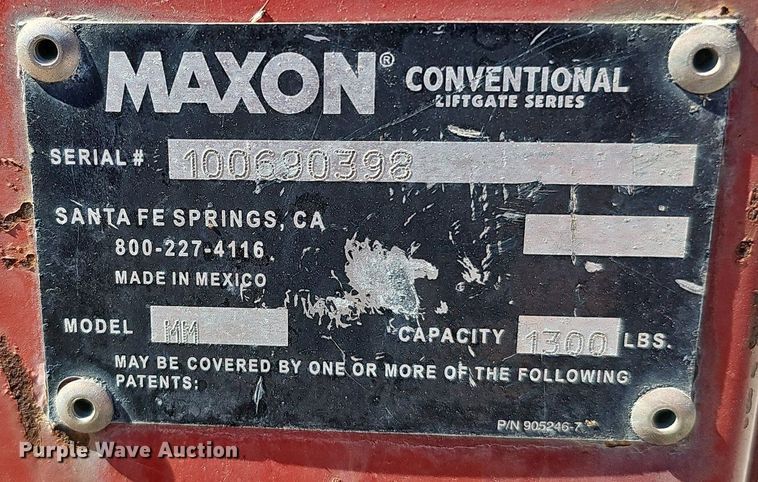 MAXON® CONVENTIONAL
LIFTGATE SERIES
SERIAL # 100690398
SANTA FE SPRINGS, CA
800-227-4116
MADE IN MEXICO
MODEL MM CAPACITY 1300 LBS.
MAY BE COVERED BY ONE OR MORE OF THE FOLLOWING
PATENTS:
P/N 905246-7
Purple Wave Auction